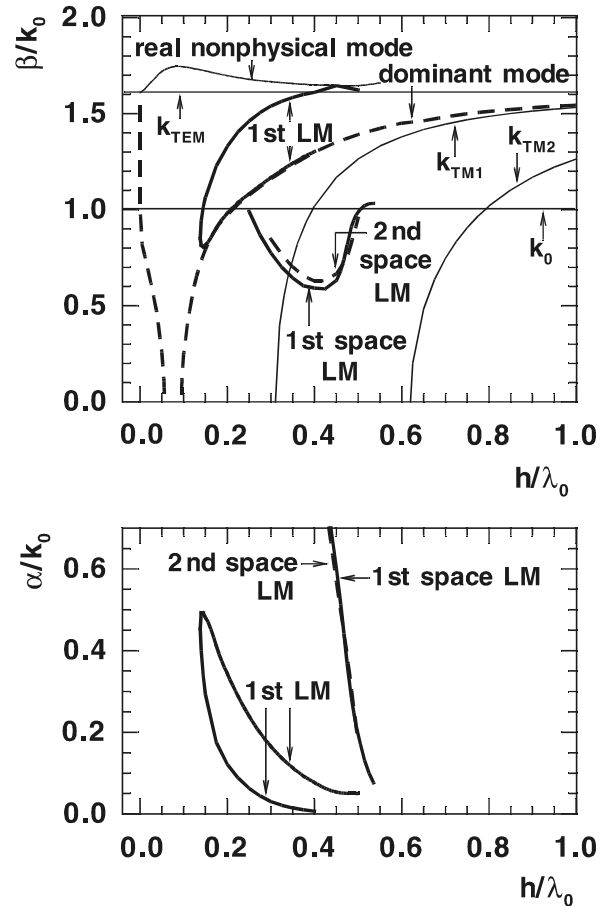 β/k₀
2.0
1.5
1.0
0.5
0.0
real nonphysical mode
dominant mode
k_TEM
1st LM
k_TM1
k_TM2
k₀
2nd
space
LM
1st space
LM
0.0 0.2 0.4 0.6 0.8 1.0
h/λ₀
α/k₀
0.6
0.4
0.2
0.0
2nd space
LM
1st space LM
1st LM
0.0 0.2 0.4 0.6 0.8 1.0
h/λ₀